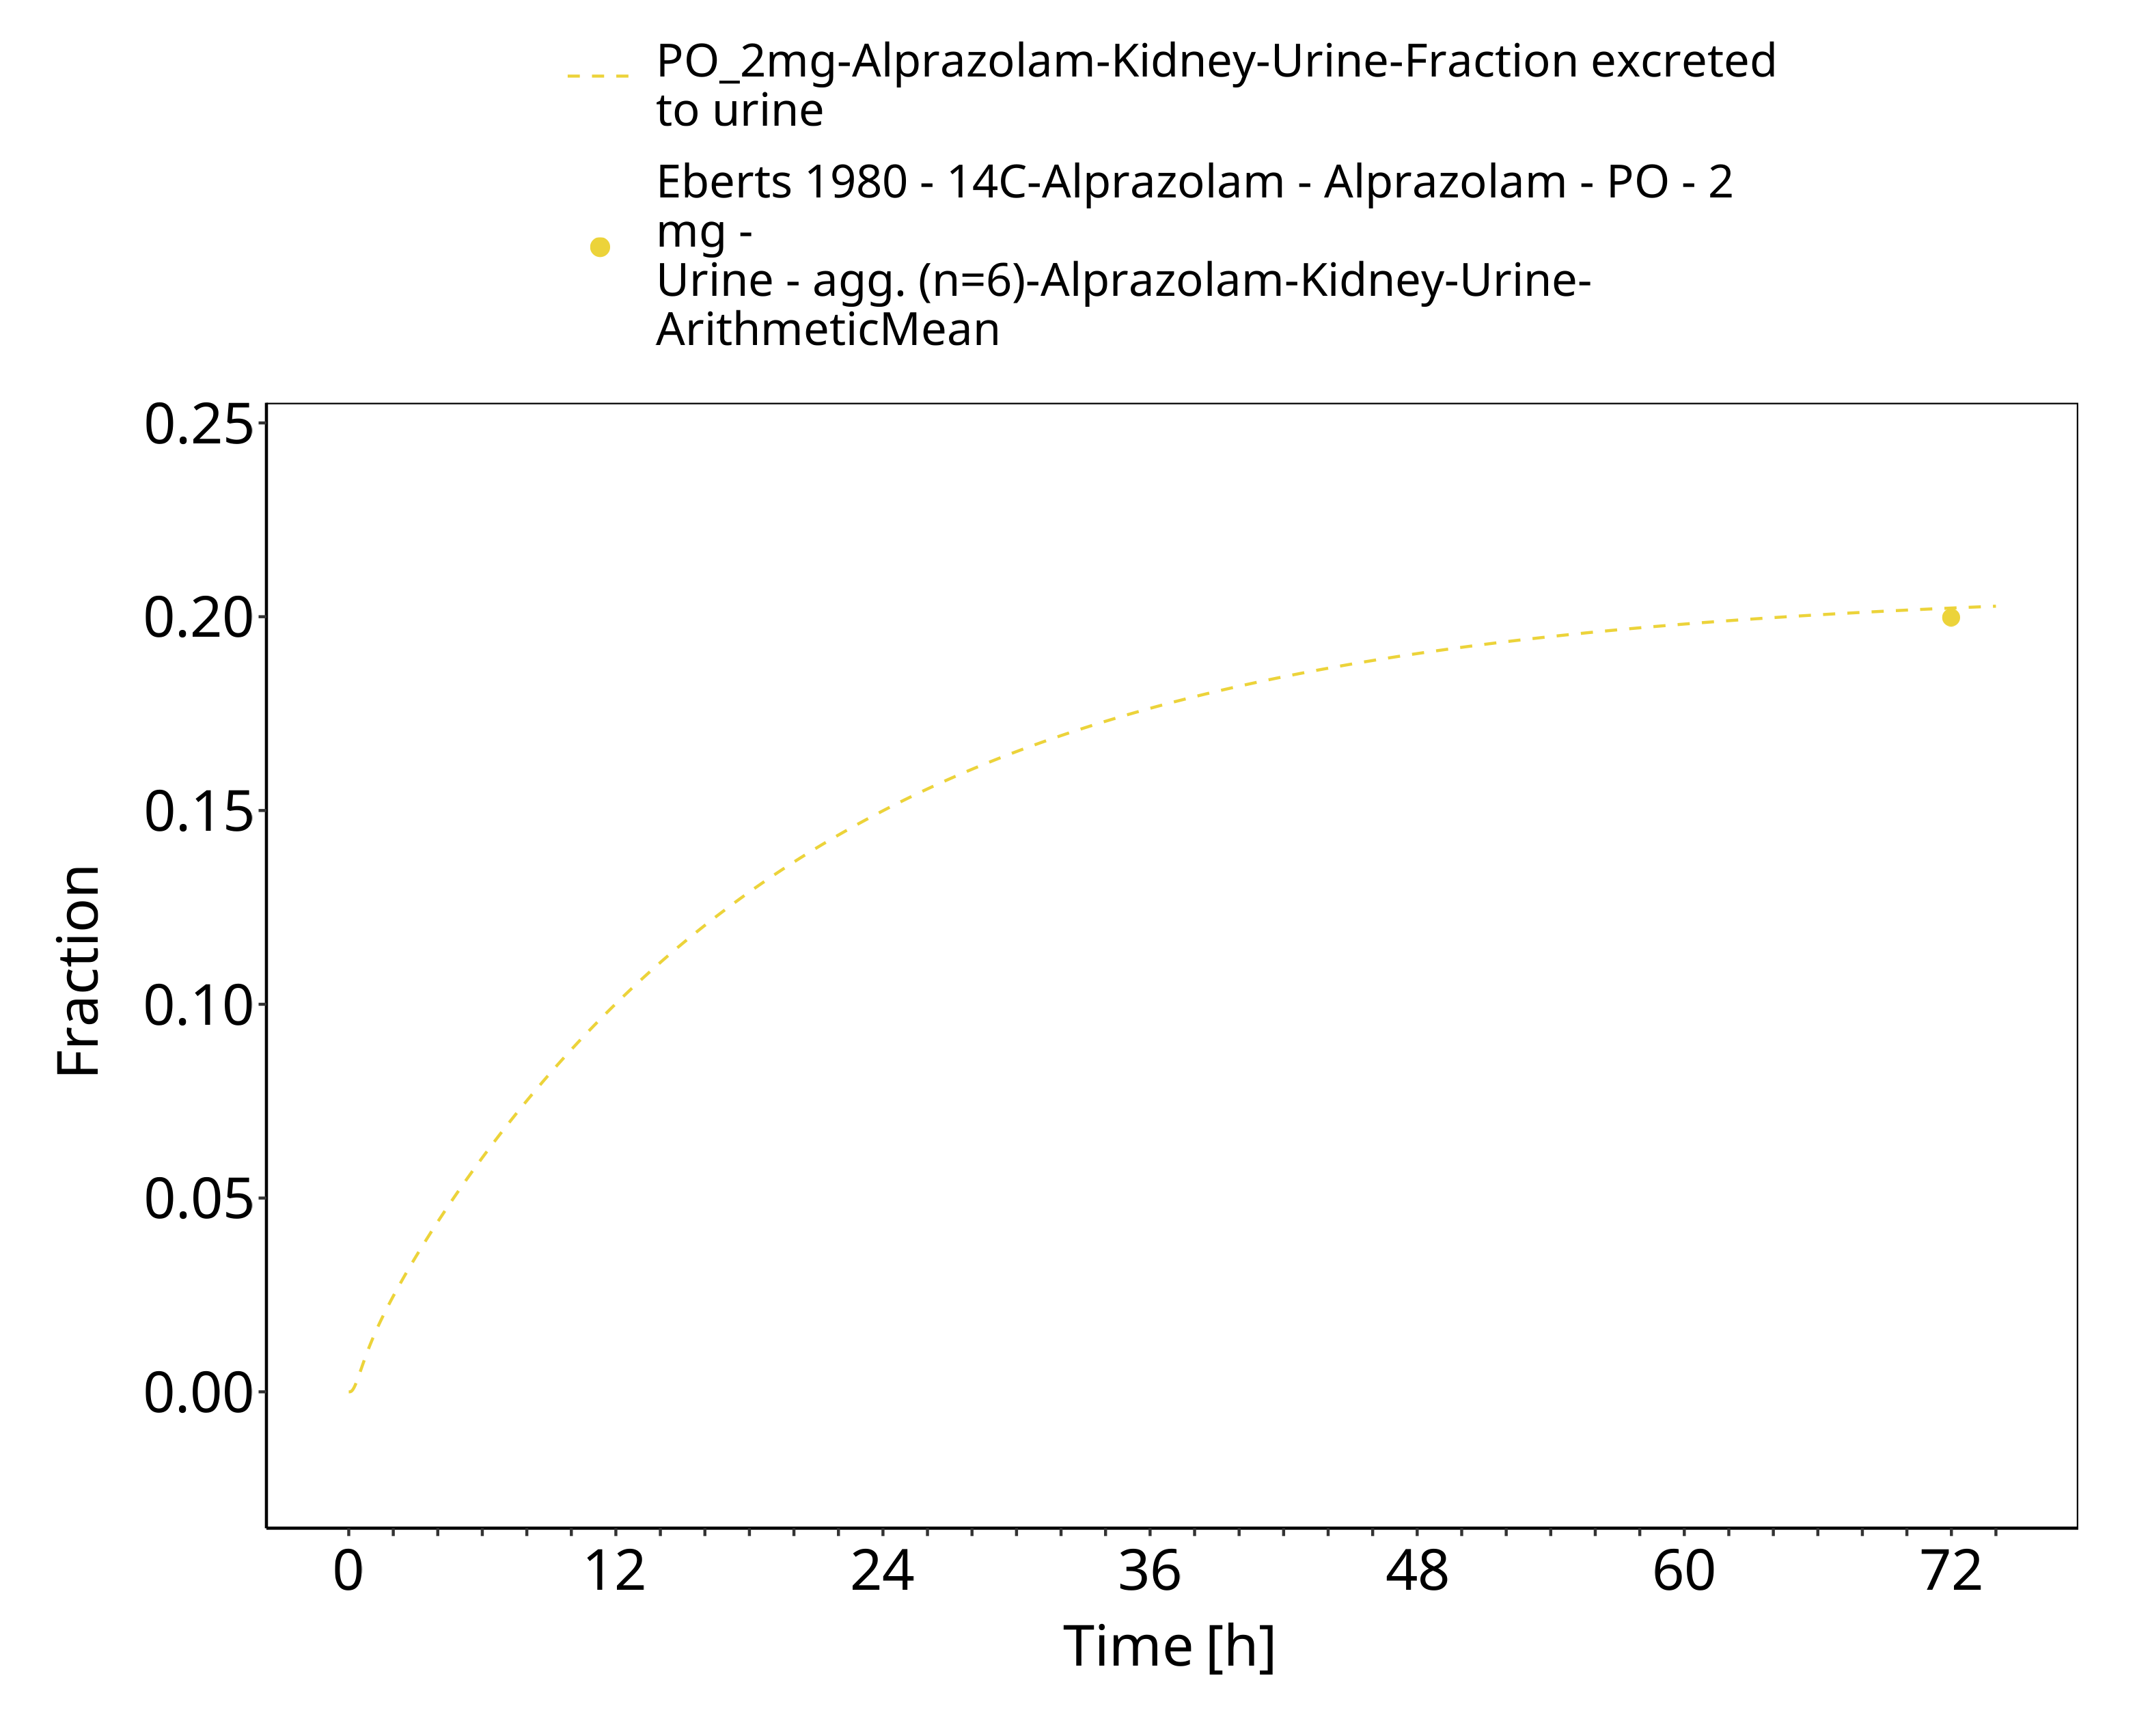 PO_2mg-Alprazolam-Kidney-Urine-Fraction excreted
to urine
Eberts 1980 - 14C-Alprazolam - Alprazolam - PO - 2
mg -
Urine - agg. (n=6)-Alprazolam-Kidney-Urine-
ArithmeticMean
0.25
0.20
0.15
0.10
0.05
0.00
Fraction
0 12 24 36 48 60 72
Time [h]